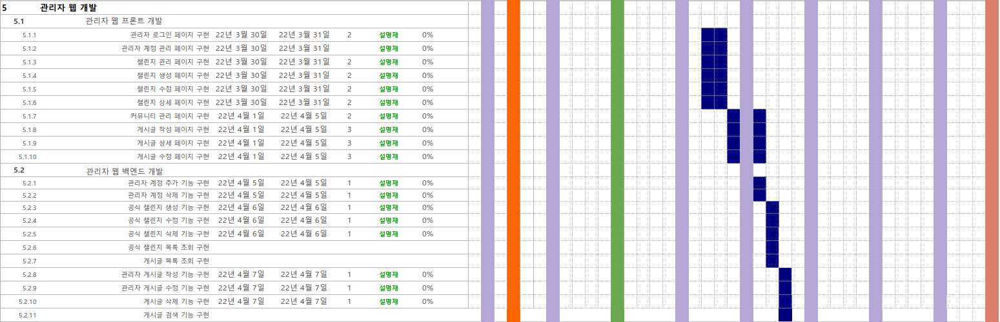 5 관리자 웹 개발
5.1 관리자 웹 프론트 개발
5.1.1 관리자 로그인 페이지 구현 22년 3월 30일 22년 3월 31일 2 설명재 0%
5.1.2 관리자 계정 관리 페이지 구현 22년 3월 30일 22년 3월 31일 설명재 0%
5.1.3 챌린지 관리 페이지 구현 22년 3월 30일 22년 3월 31일 2 설명재 0%
5.1.4 챌린지 생성 페이지 구현 22년 3월 30일 22년 3월 31일 2 설명재 0%
5.1.5 챌린지 수정 페이지 구현 22년 3월 30일 22년 3월 31일 2 설명재 0%
5.1.6 챌린지 상세 페이지 구현 22년 3월 30일 22년 3월 31일 2 설명재 0%
5.1.7 커뮤니티 관리 페이지 구현 22년 4월 1일 22년 4월 5일 2 설명재 0%
5.1.8 게시글 작성 페이지 구현 22년 4월 1일 22년 4월 5일 3 설명재 0%
5.1.9 게시글 상세 페이지 구현 22년 4월 1일 22년 4월 5일 3 설명재 0%
5.1.10 게시글 수정 페이지 구현 22년 4월 1일 22년 4월 5일 3 설명재 0%
5.2 관리자 웹 백엔드 개발
5.2.1 관리자 계정 추가 기능 구현 22년 4월 5일 22년 4월 5일 1 설명재 0%
5.2.2 관리자 계정 삭제 기능 구현 22년 4월 5일 22년 4월 5일 1 설명재 0%
5.2.3 공식 챌린지 생성 기능 구현 22년 4월 6일 22년 4월 6일 1 설명재 0%
5.2.4 공식 챌린지 수정 기능 구현 22년 4월 6일 22년 4월 6일 1 설명재 0%
5.2.5 공식 챌린지 삭제 기능 구현 22년 4월 6일 22년 4월 6일 1 설명재 0%
5.2.6 공식 챌린지 목록 조회 구현
5.2.7 게시글 목록 조회 구현
5.2.8 관리자 게시글 작성 기능 구현 22년 4월 7일 22년 4월 7일 1 설명재 0%
5.2.9 관리자 게시글 수정 기능 구현 22년 4월 7일 22년 4월 7일 1 설명재 0%
5.2.10 게시글 삭제 기능 구현 22년 4월 7일 22년 4월 7일 1 설명재 0%
5.2.11 게시글 검색 기능 구현